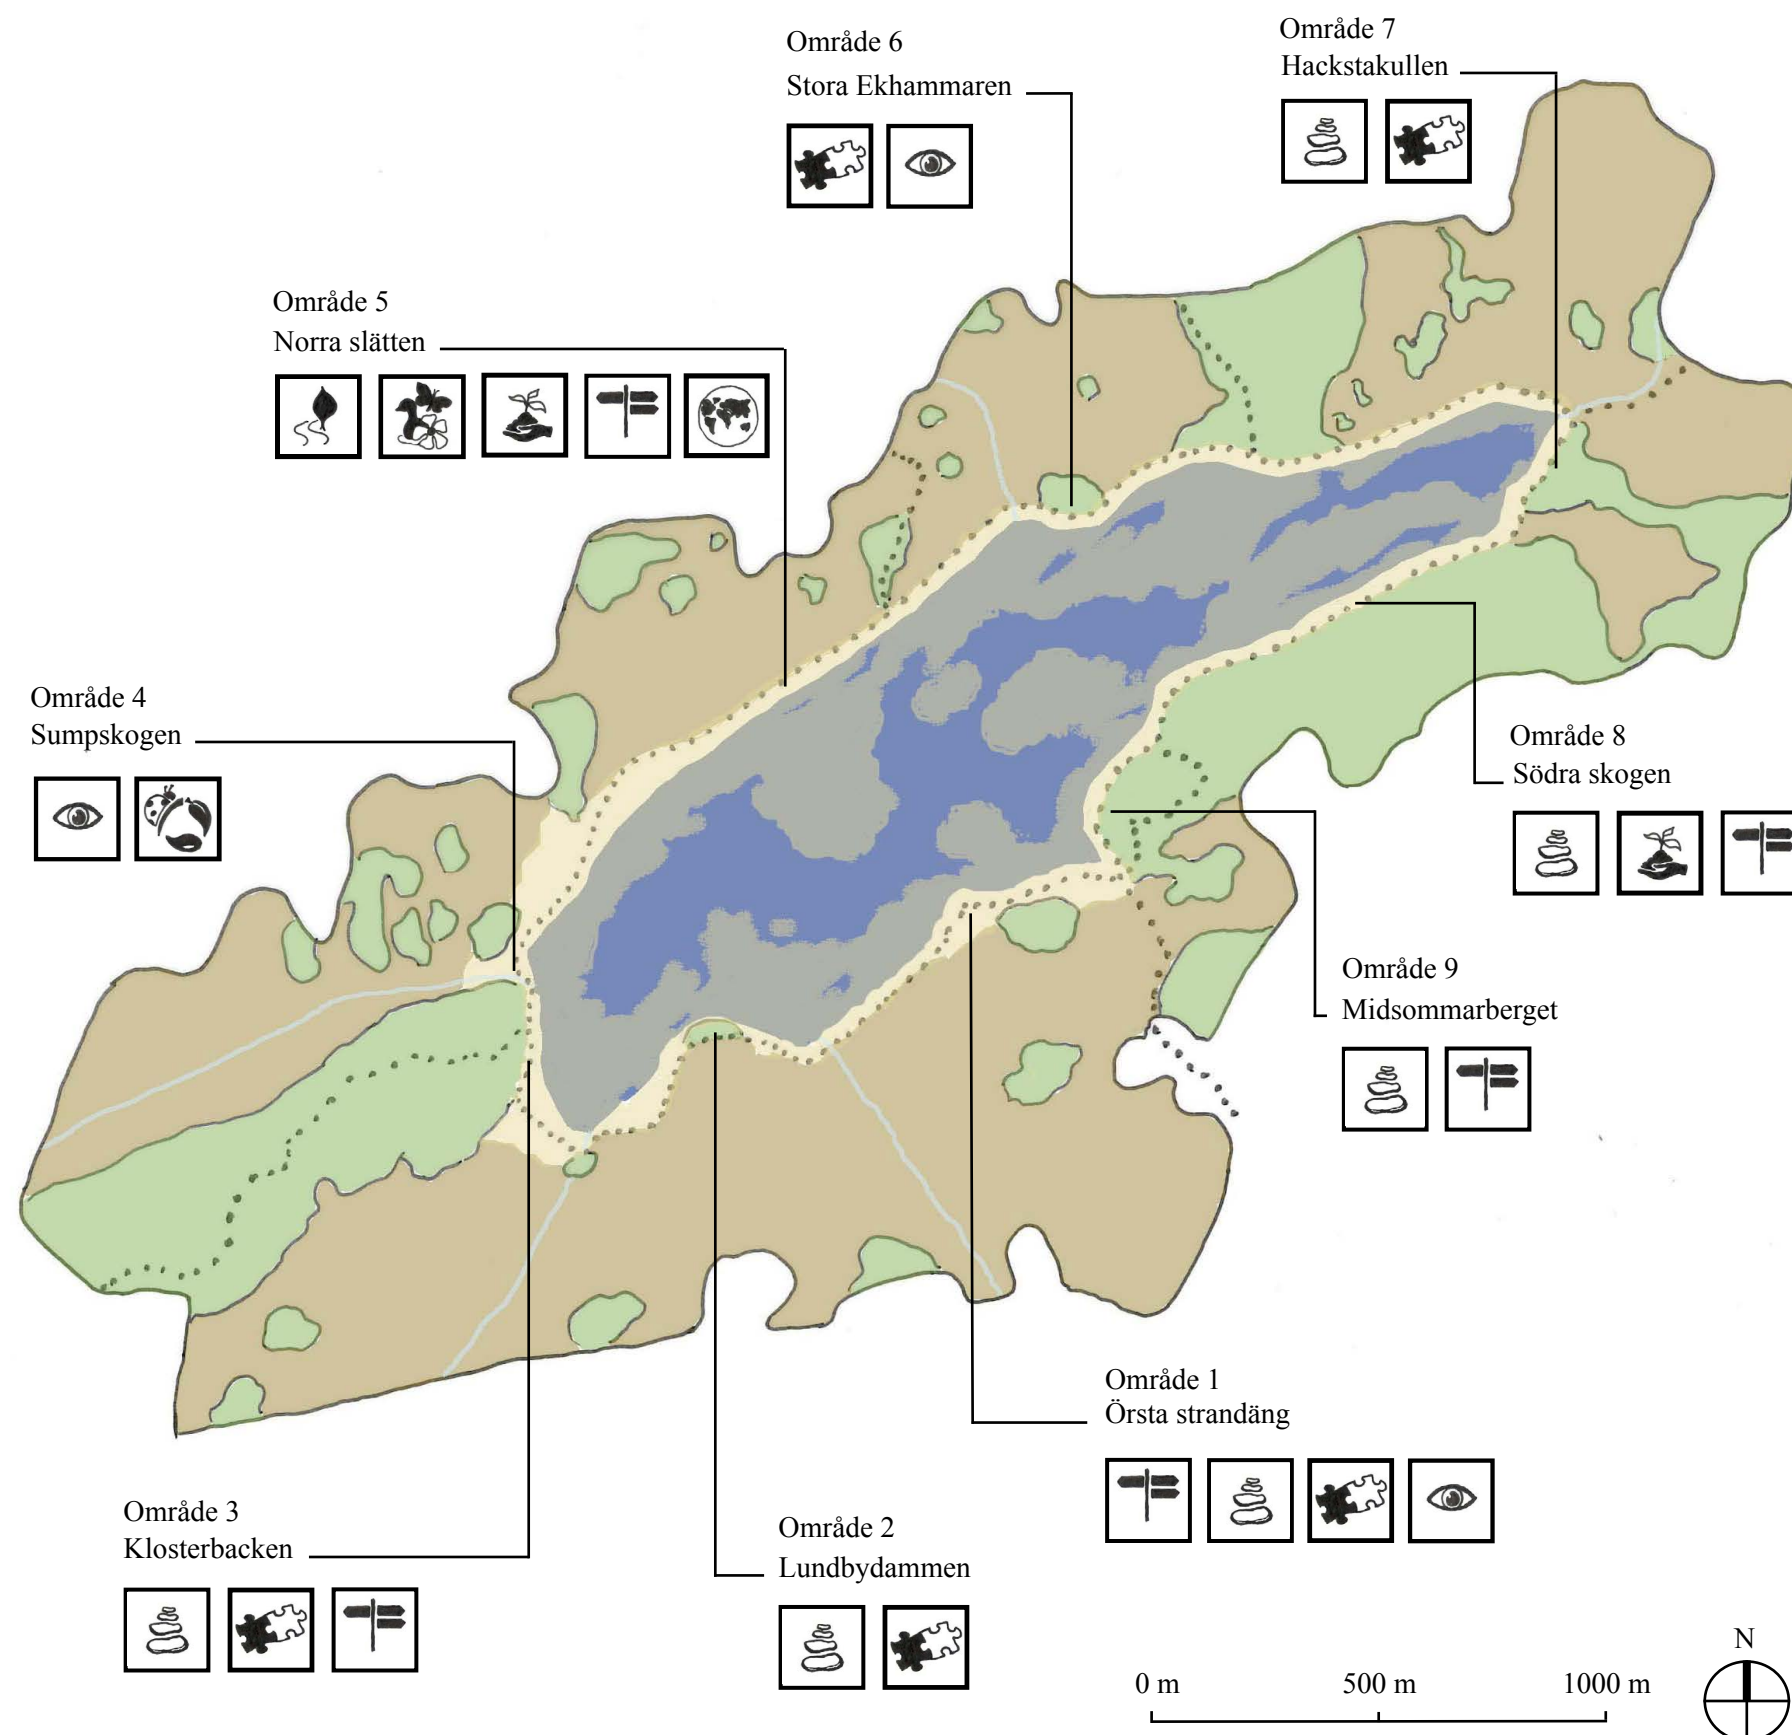 Område 6
Stora Ekhammaren
Område 7
Hackstakullen
Område 5
Norra slätten
Område 4
Sumpskogen
Område 8
Södra skogen
Område 9
Midsommarberget
Område 1
Örsta strandäng
Område 3
Klosterbacken
Område 2
Lundbydammen
0 m 500 m 1000 m
N